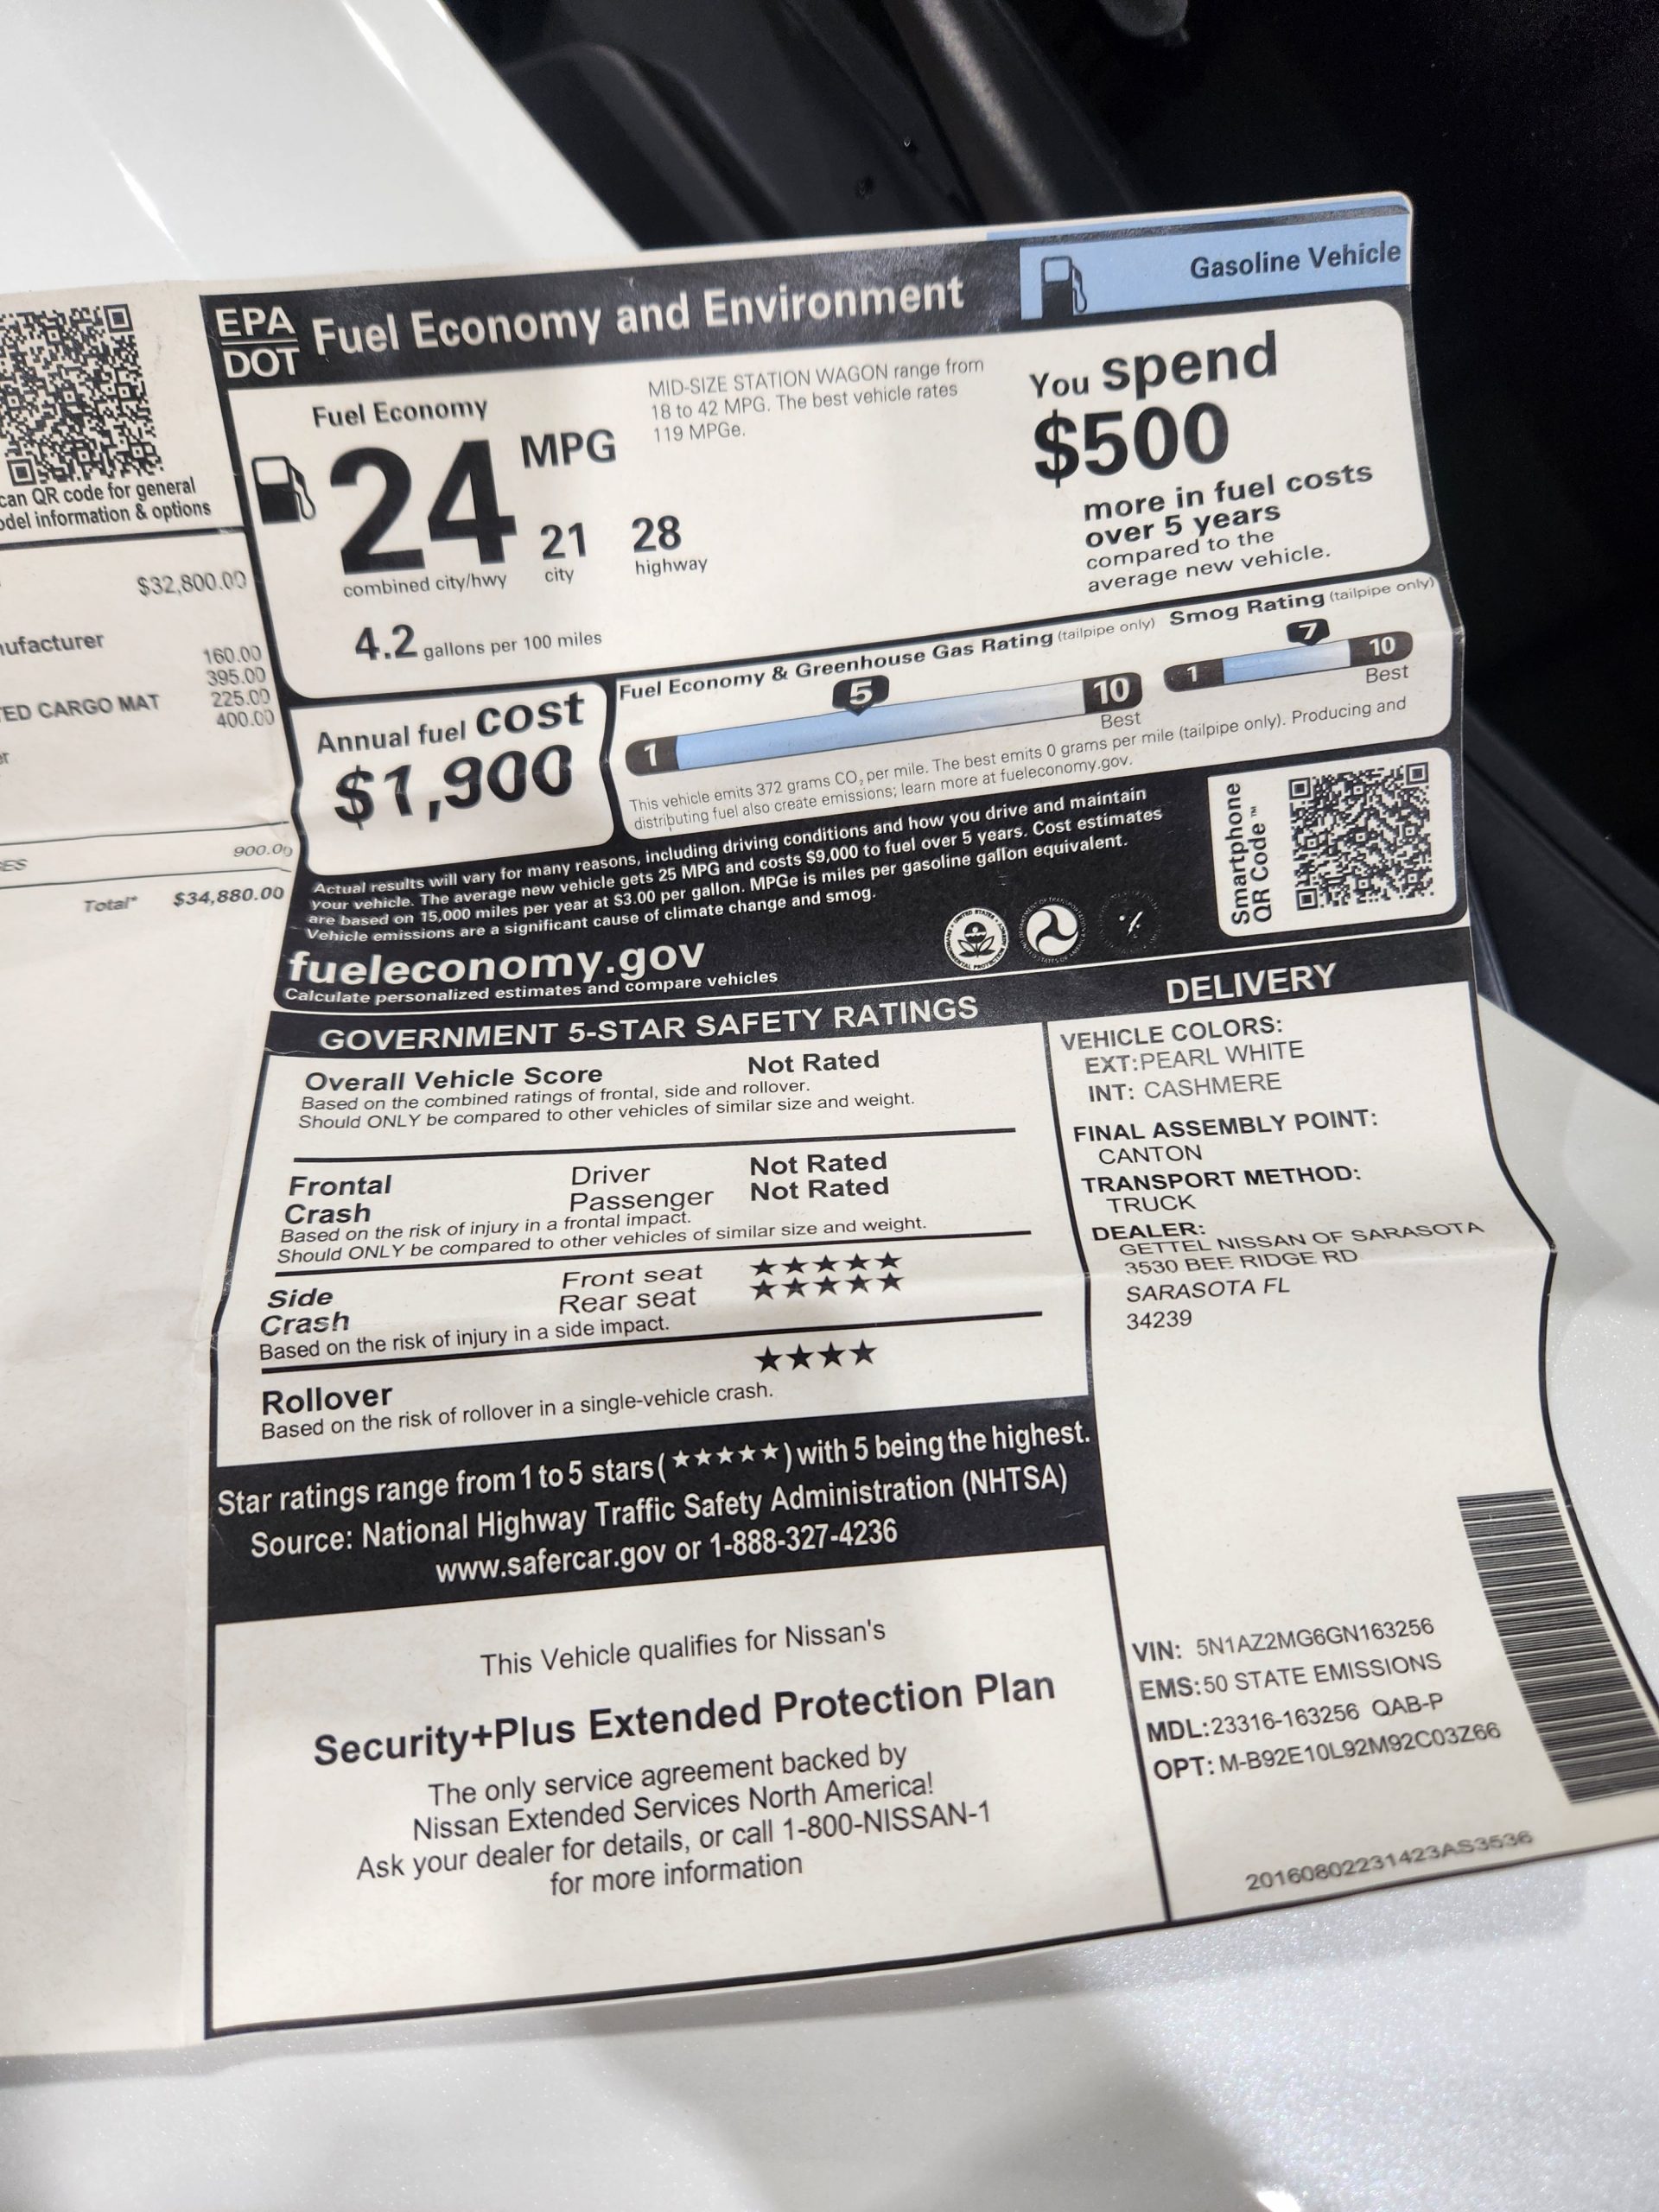 can QR code for general
odel information & options
$32,800.00
nufacturer
160.00
395.00
TED CARGO MAT 225.00
400.00
er
ES 900.00
Total* $34,880.00
EPA
DOT
Fuel Economy and Environment
Gasoline Vehicle
Fuel Economy
24 MPG
combined city/hwy
21
city
28
highway
4.2 gallons per 100 miles
MID-SIZE STATION WAGON range from
18 to 42 MPG. The best vehicle rates
119 MPGe.
You spend
$500
more in fuel costs
over 5 years
compared to the
average new vehicle.
Annual fuel cost
$1,900
Fuel Economy & Greenhouse Gas Rating (tailpipe only)
1
5
10
Best
Smog Rating (tailpipe only)
1
7
10
Best
This vehicle emits 372 grams CO₂ per mile. The best emits 0 grams per mile (tailpipe only). Producing and
distributing fuel also create emissions; learn more at fueleconomy.gov.
Actual results will vary for many reasons, including driving conditions and how you drive and maintain
your vehicle. The average new vehicle gets 25 MPG and costs $9,000 to fuel over 5 years. Cost estimates
are based on 15,000 miles per year at $3.00 per gallon. MPGe is miles per gasoline gallon equivalent.
Vehicle emissions are a significant cause of climate change and smog.
fueleconomy.gov
Calculate personalized estimates and compare vehicles
Smartphone
QR Code™
GOVERNMENT 5-STAR SAFETY RATINGS
Overall Vehicle Score Not Rated
Based on the combined ratings of frontal, side and rollover.
Should ONLY be compared to other vehicles of similar size and weight.
Frontal Driver Not Rated
Crash Passenger Not Rated
Based on the risk of injury in a frontal impact.
Should ONLY be compared to other vehicles of similar size and weight.
Side Front seat ★★★★★
Crash Rear seat ★★★★★
Based on the risk of injury in a side impact.
Rollover ★★★★
Based on the risk of rollover in a single-vehicle crash.
Star ratings range from 1 to 5 stars (★★★★★) with 5 being the highest.
Source: National Highway Traffic Safety Administration (NHTSA)
www.safercar.gov or 1-888-327-4236
This Vehicle qualifies for Nissan's
Security+Plus Extended Protection Plan
The only service agreement backed by
Nissan Extended Services North America!
Ask your dealer for details, or call 1-800-NISSAN-1
for more information
DELIVERY
VEHICLE COLORS:
EXT:PEARL WHITE
INT: CASHMERE
FINAL ASSEMBLY POINT:
CANTON
TRANSPORT METHOD:
TRUCK
DEALER:
GETTEL NISSAN OF SARASOTA
3530 BEE RIDGE RD
SARASOTA FL
34239
VIN: 5N1AZ2MG6GN163256
EMS:50 STATE EMISSIONS
MDL:23316-163256 QAB-P
OPT: M-B92E10L92M92C03Z66
20160802231423AS3536